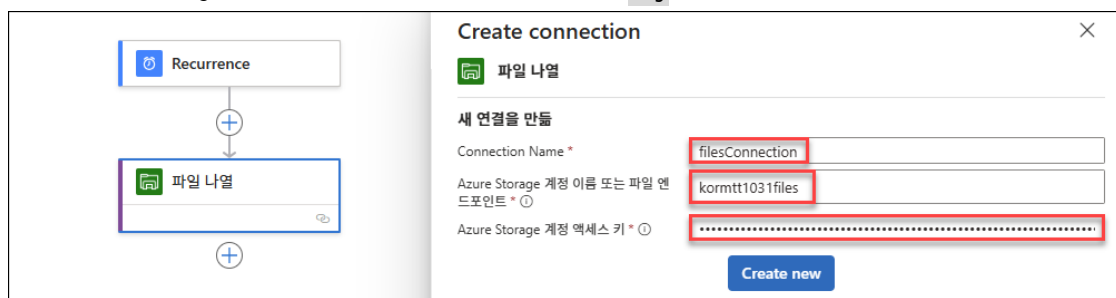 Recurrence
파일 나열
Create connection
파일 나열
새 연결을 만듦
Connection Name *
filesConnection
Azure Storage 계정 이름 또는 파일 엔
드포인트 *
kormtt1031files
Azure Storage 계정 액세스 키 *
••••••••••••••••••••••••••••••••••••••••••••••••••••••••••••••••••••••••••••
Create new